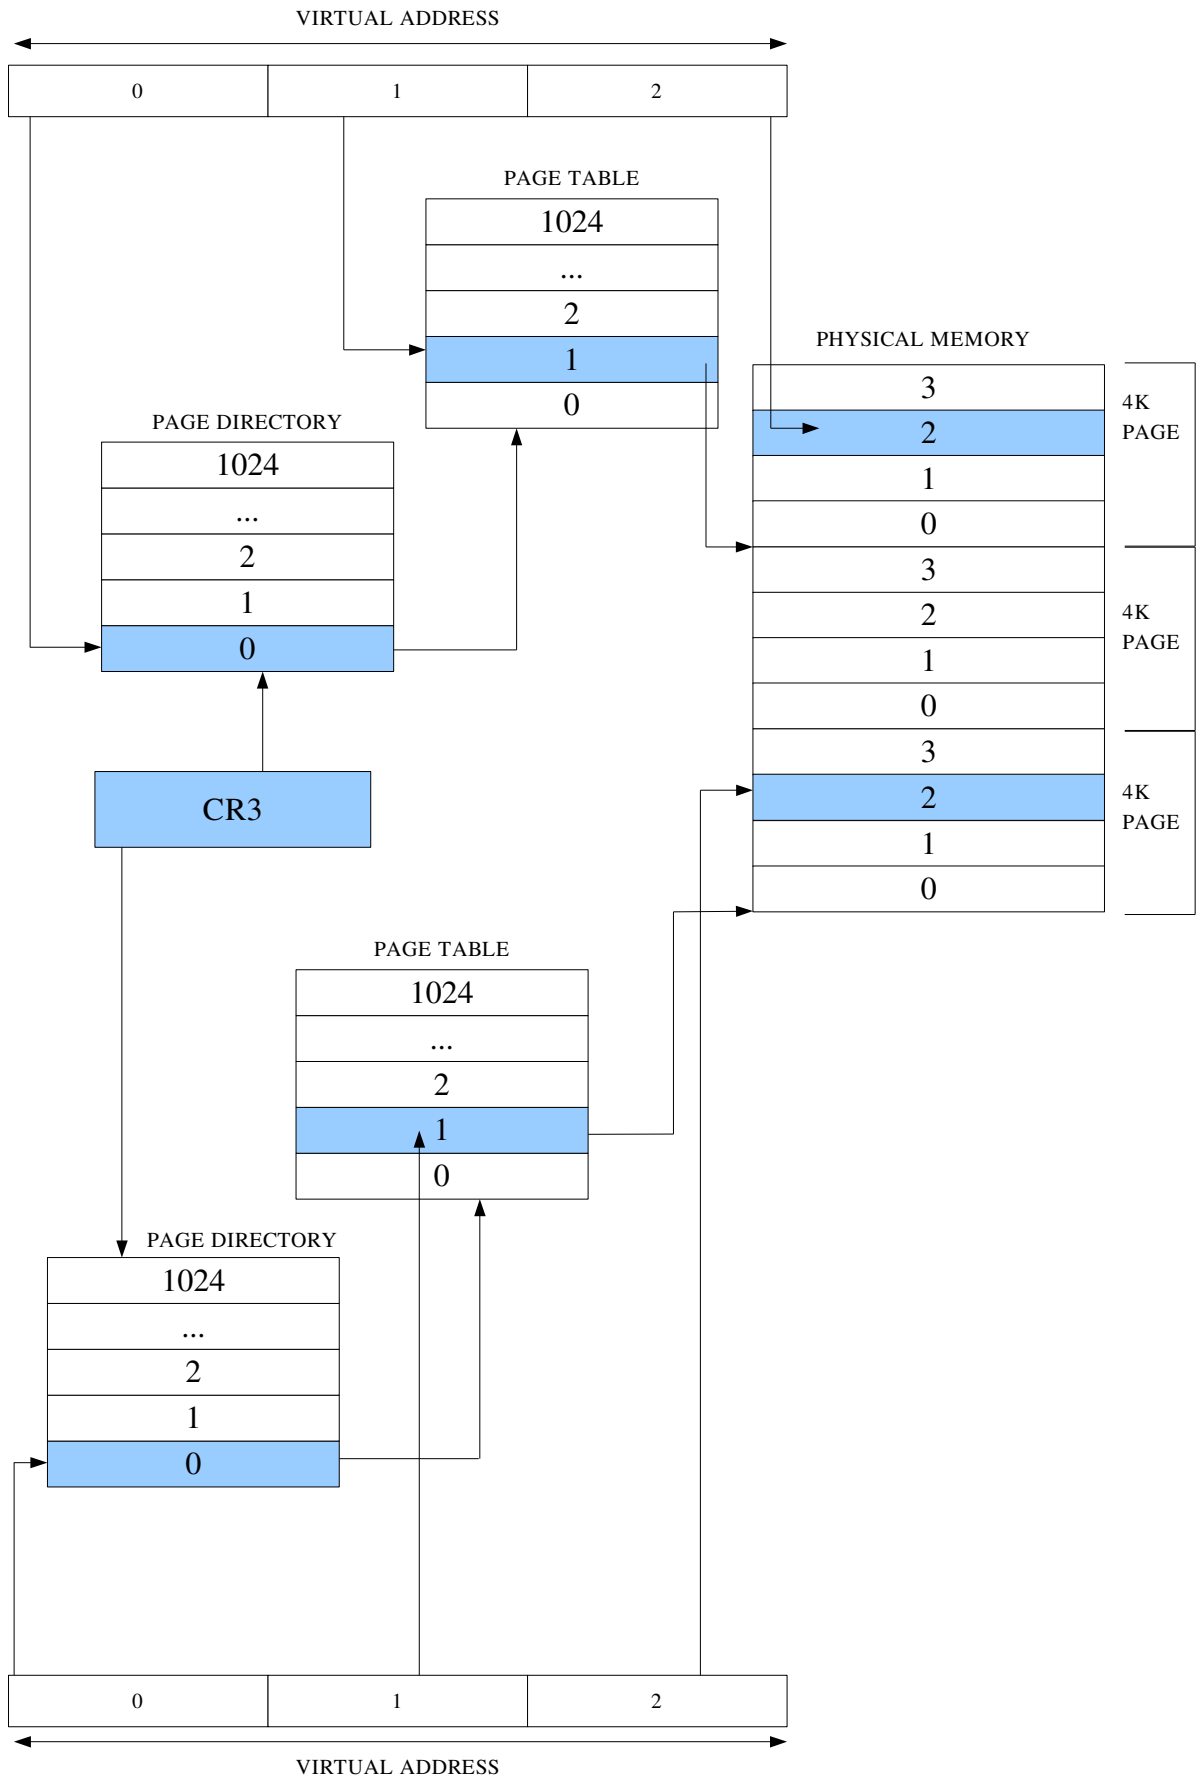 VIRTUAL ADDRESS
0 1 2
PAGE TABLE
1024
...
2
1
0
PAGE DIRECTORY
1024
...
2
1
0
CR3
PHYSICAL MEMORY
3
2
1
0
3
2
1
0
3
2
1
0
4K
PAGE
4K
PAGE
4K
PAGE
PAGE TABLE
1024
...
2
1
0
PAGE DIRECTORY
1024
...
2
1
0
0 1 2
VIRTUAL ADDRESS